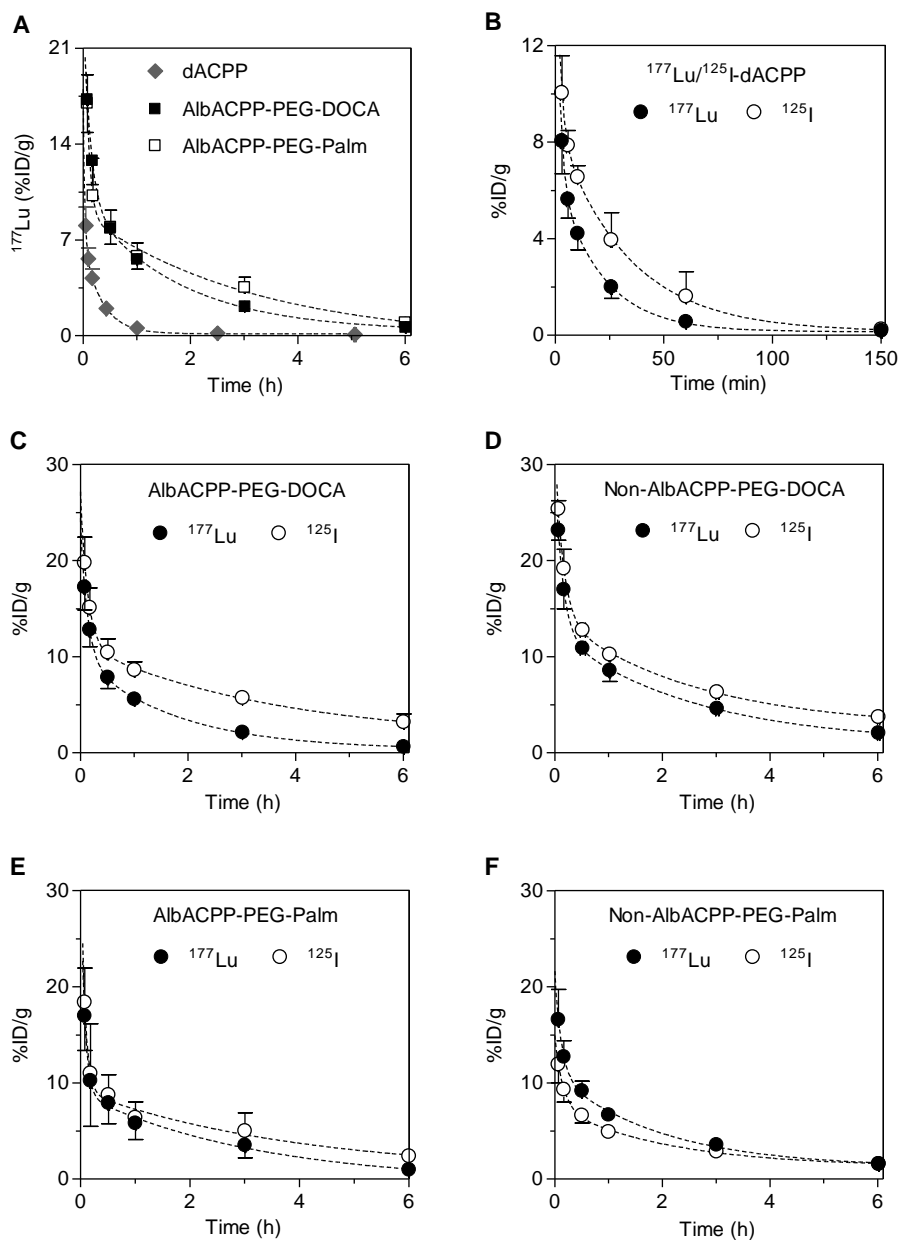 A
21
14
7
0
¹⁷⁷Lu (%ID/g)
dACPP
AlbACPP-PEG-DOCA
AlbACPP-PEG-Palm
0 2 4 6
Time (h)
B
12
8
4
0
%ID/g
¹⁷⁷Lu/¹²⁵I-dACPP
¹⁷⁷Lu ¹²⁵I
0 50 100 150
Time (min)
C
30
20
10
0
%ID/g
AlbACPP-PEG-DOCA
¹⁷⁷Lu ¹²⁵I
0 2 4 6
Time (h)
D
30
20
10
0
%ID/g
Non-AlbACPP-PEG-DOCA
¹⁷⁷Lu ¹²⁵I
0 2 4 6
Time (h)
E
30
20
10
0
%ID/g
AlbACPP-PEG-Palm
¹⁷⁷Lu ¹²⁵I
0 2 4 6
Time (h)
F
30
20
10
0
%ID/g
Non-AlbACPP-PEG-Palm
¹⁷⁷Lu ¹²⁵I
0 2 4 6
Time (h)